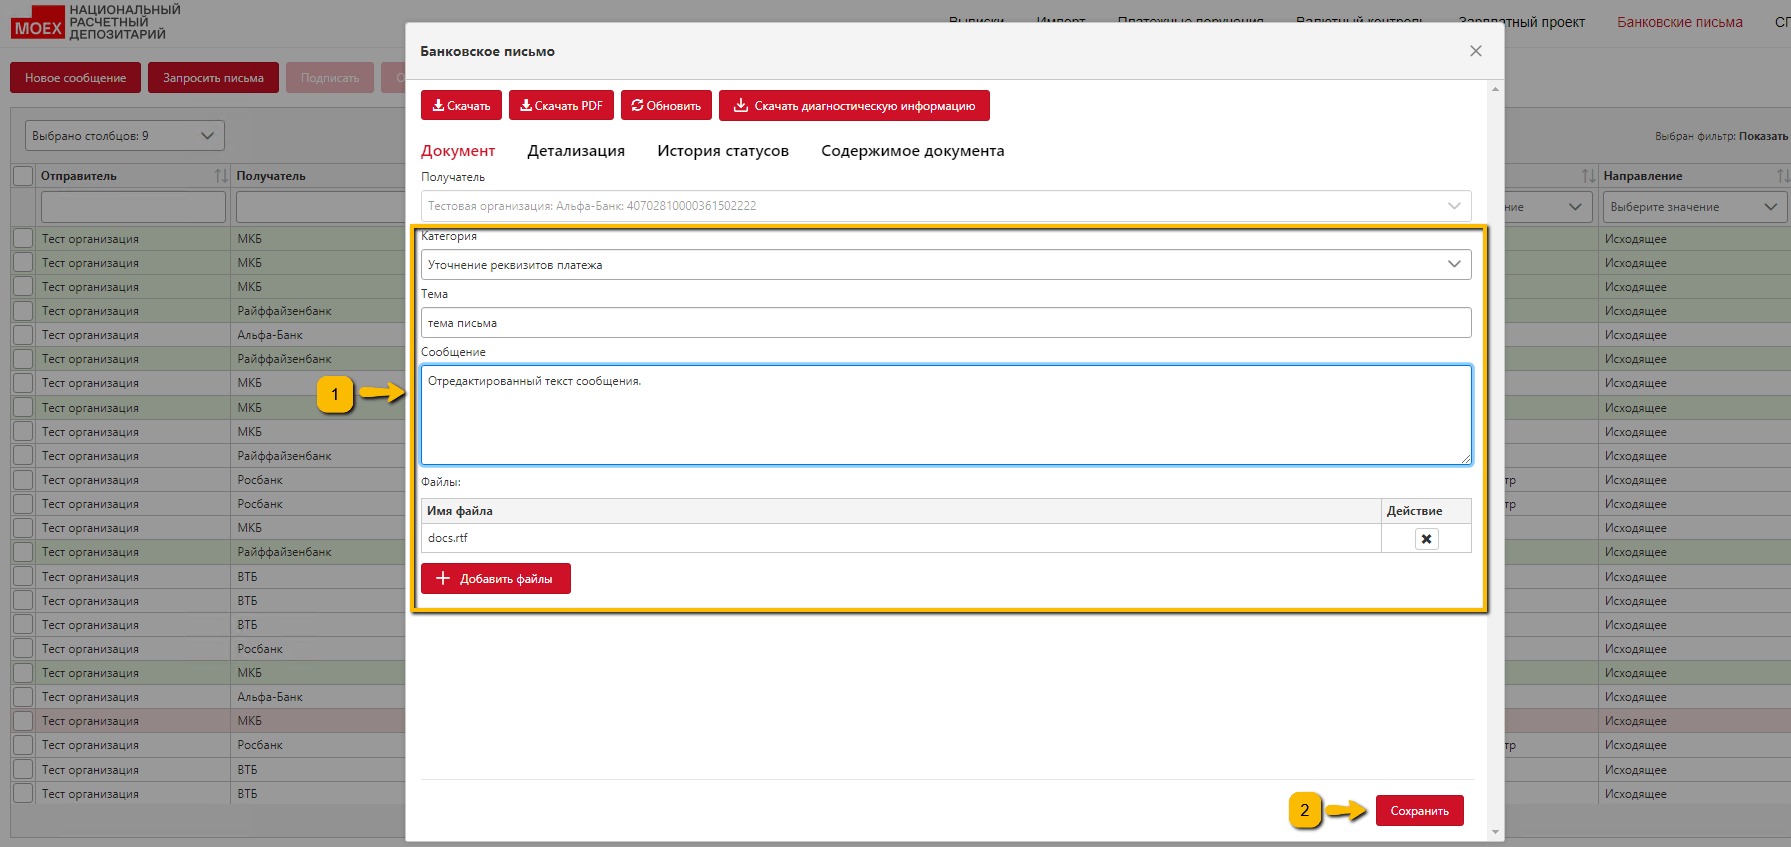 MOEX
НАЦИОНАЛЬНЫЙ
РАСЧЕТНЫЙ
ДЕПОЗИТАРИЙ
Выписки Импорт Платежные поручения Валютный контроль Зарплатный проект Банковские письма
Новое сообщение Запросить письма Подписать
Выбрано столбцов: 9
Выбран фильтр: Показать
Отправитель Получатель Направление
Выберите значение
Тест организация МКБ Исходящее
Тест организация МКБ Исходящее
Тест организация МКБ Исходящее
Тест организация Райффайзенбанк Исходящее
Тест организация Альфа-Банк Исходящее
Тест организация Райффайзенбанк Исходящее
Тест организация МКБ Исходящее
Тест организация МКБ Исходящее
Тест организация МКБ Исходящее
Тест организация Райффайзенбанк Исходящее
Тест организация Росбанк Исходящее
Тест организация Росбанк Исходящее
Тест организация МКБ Исходящее
Тест организация Райффайзенбанк Исходящее
Тест организация ВТБ Исходящее
Тест организация ВТБ Исходящее
Тест организация ВТБ Исходящее
Тест организация Росбанк Исходящее
Тест организация МКБ Исходящее
Тест организация Альфа-Банк Исходящее
Тест организация МКБ Исходящее
Тест организация Росбанк Исходящее
Тест организация ВТБ Исходящее
Тест организация ВТБ Исходящее
Банковское письмо
Скачать Скачать PDF Обновить Скачать диагностическую информацию
Документ Детализация История статусов Содержимое документа
Получатель
Тестовая организация: Альфа-Банк: 40702810000361502222
Категория
Уточнение реквизитов платежа
Тема
тема письма
Сообщение
Отредактированный текст сообщения.
1
Файлы:
Имя файла Действие
docs.rtf
Добавить файлы
2
Сохранить